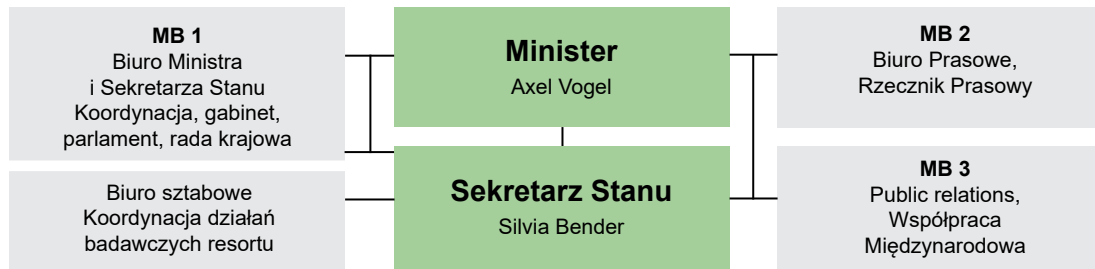 MB 1
Biuro Ministra
i Sekretarza Stanu
Koordynacja, gabinet,
parlament, rada krajowa
Biuro sztabowe
Koordynacja działań
badawczych resortu
Minister
Axel Vogel
Sekretarz Stanu
Silvia Bender
MB 2
Biuro Prasowe,
Rzecznik Prasowy
MB 3
Public relations,
Współpraca
Międzynarodowa